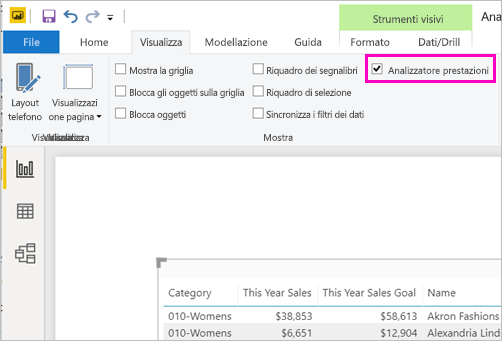 Strumenti visivi
Ana
File Home Visualizza Modellazione Guida Formato Dati/Drill
Mostra la griglia Riquadro dei segnalibri Analizzatore prestazioni
Blocca gli oggetti sulla griglia Riquadro di selezione
Blocca oggetti Sincronizza i filtri dei dati
Layout telefono
Visualizzazi one pagina
Mostra
Category This Year Sales This Year Sales Goal Name
010-Womens $38,853 $58,613 Akron Fashions
010-Womens $6,651 $12,904 Alexandria Lind